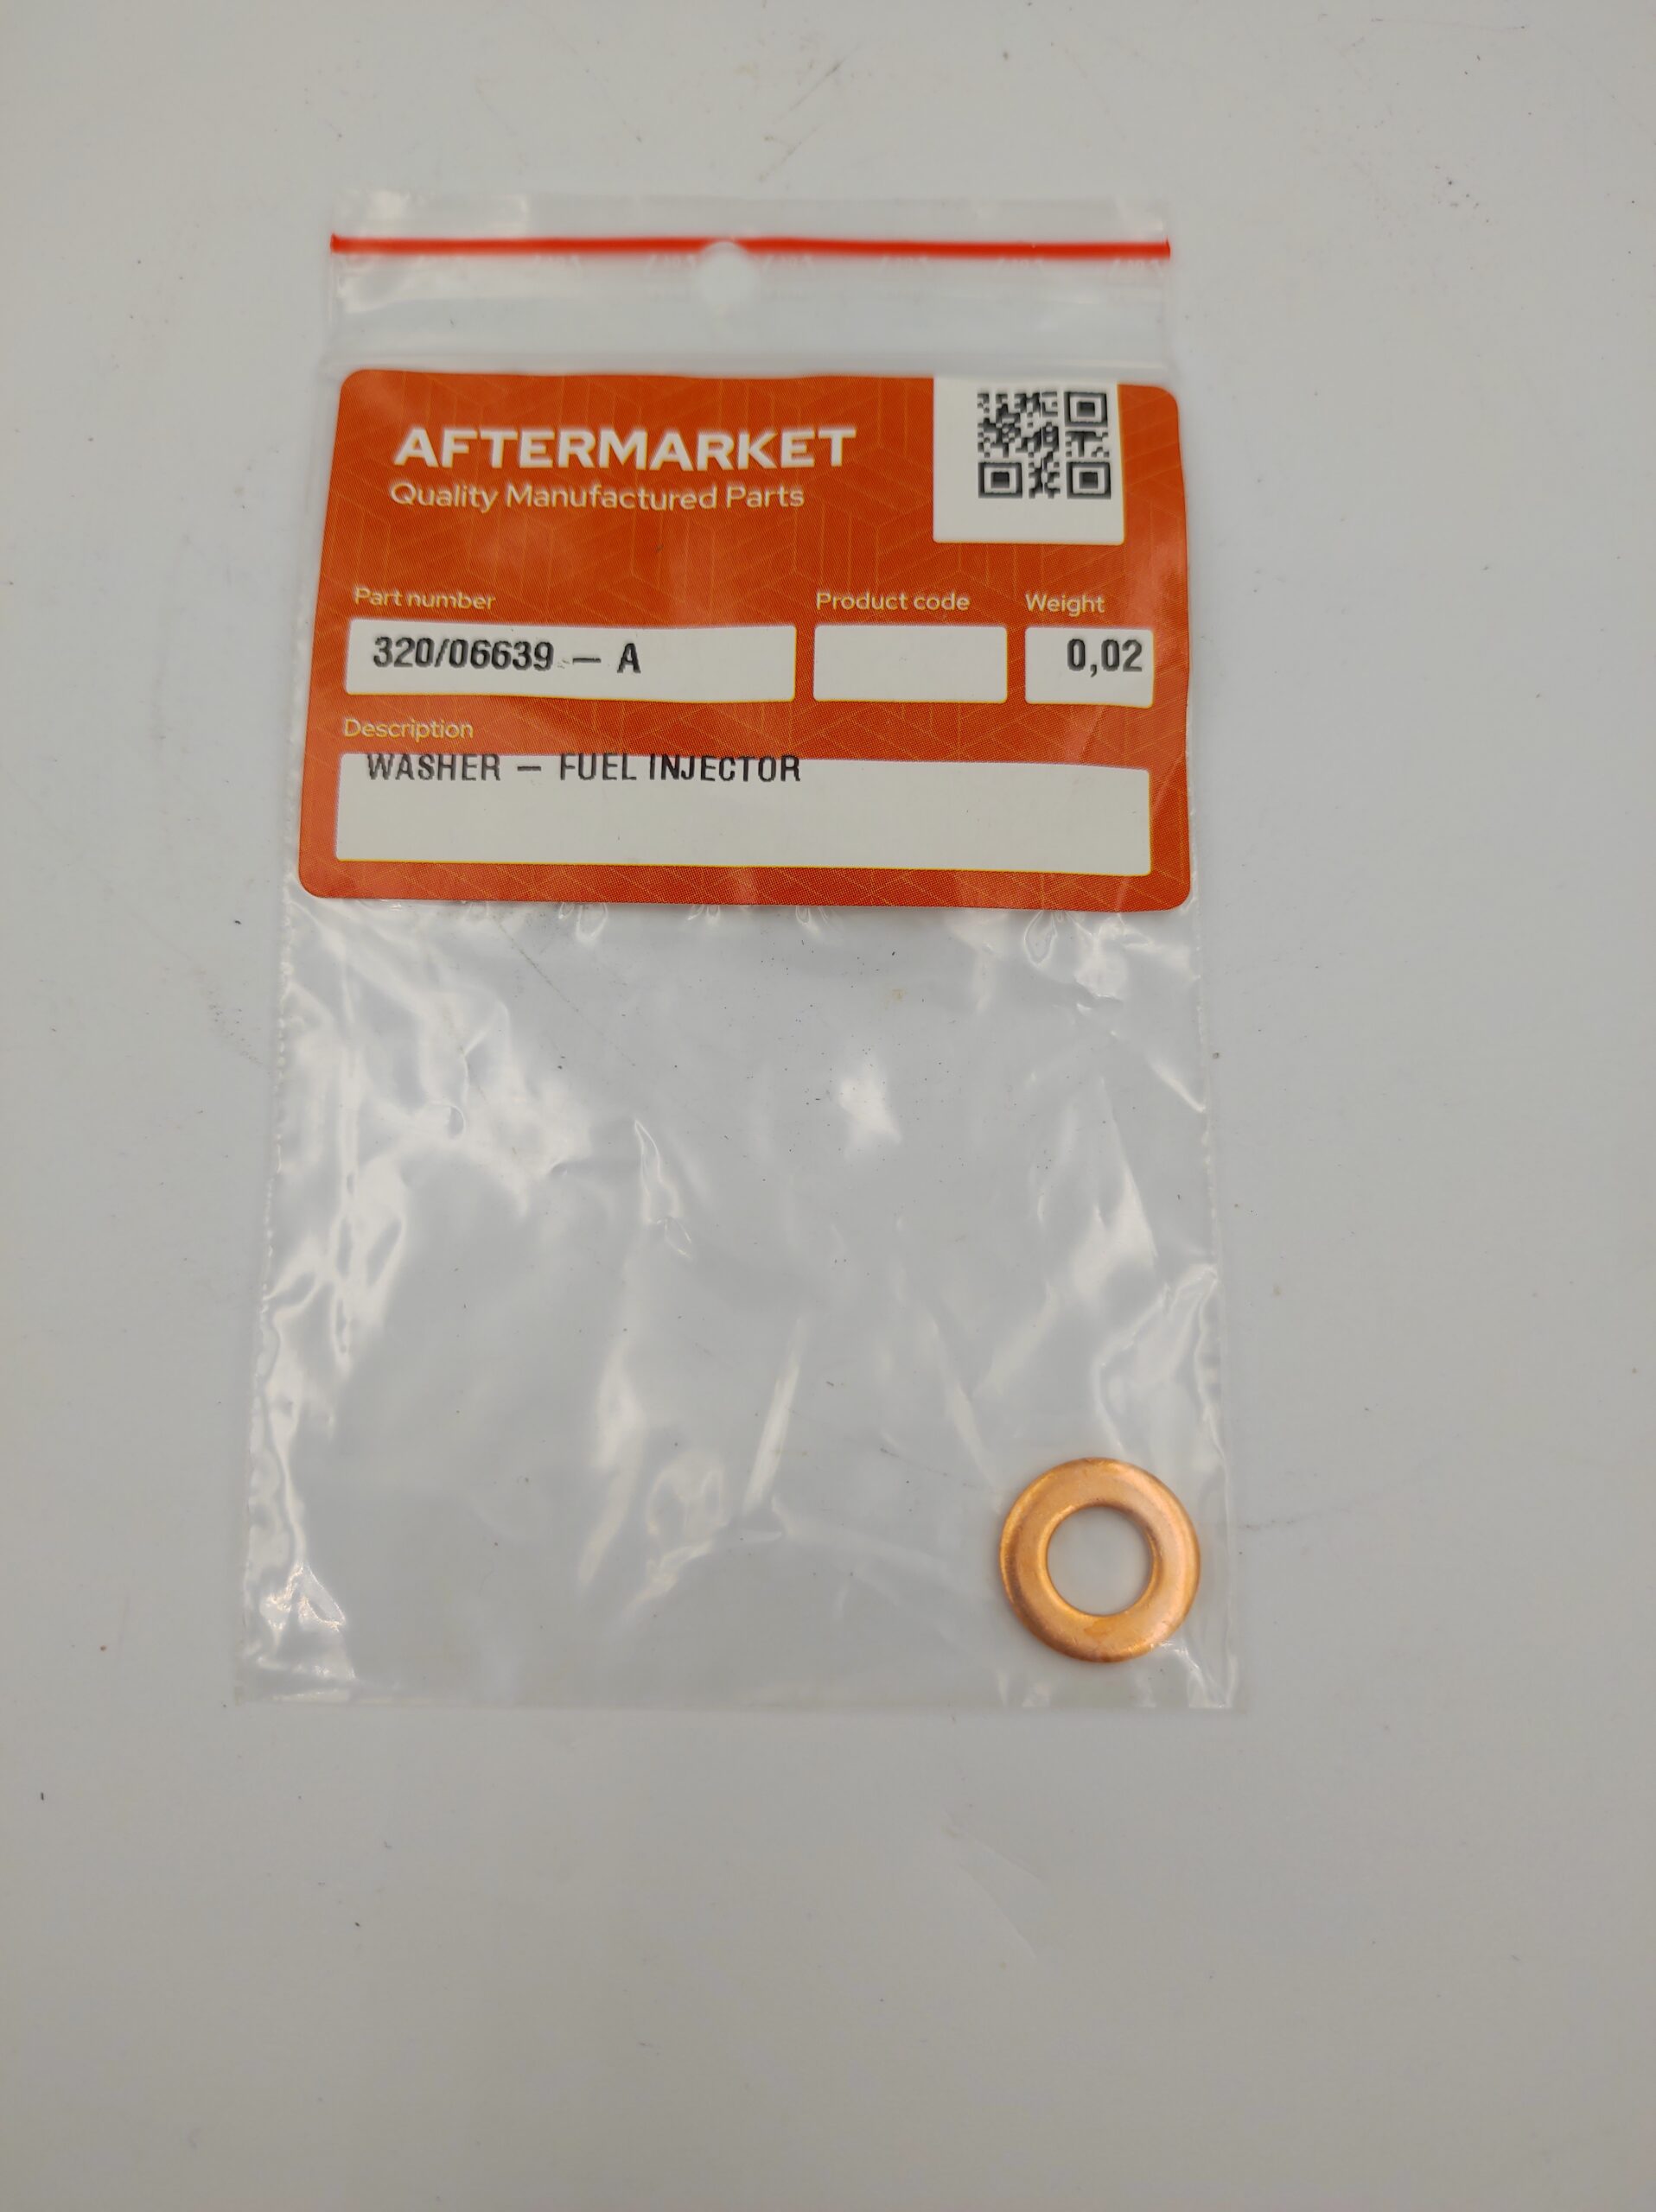 AFTERMARKET
Quality Manufactured Parts
Part number Product code Weight
320/06639 - A 0,02
Description
WASHER - FUEL INJECTOR